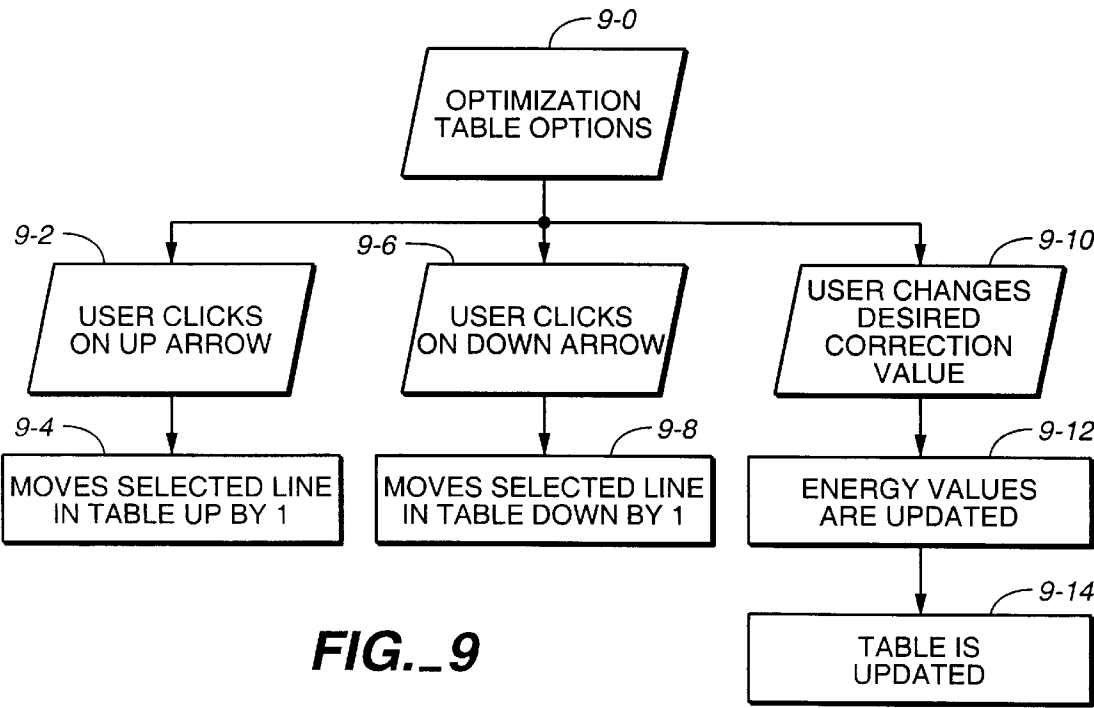 9-0
OPTIMIZATION
TABLE OPTIONS
9-2
USER CLICKS
ON UP ARROW
9-4
MOVES SELECTED LINE
IN TABLE UP BY 1
9-6
USER CLICKS
ON DOWN ARROW
9-8
MOVES SELECTED LINE
IN TABLE DOWN BY 1
9-10
USER CHANGES
DESIRED
CORRECTION
VALUE
9-12
ENERGY VALUES
ARE UPDATED
9-14
TABLE IS
UPDATED
FIG._9